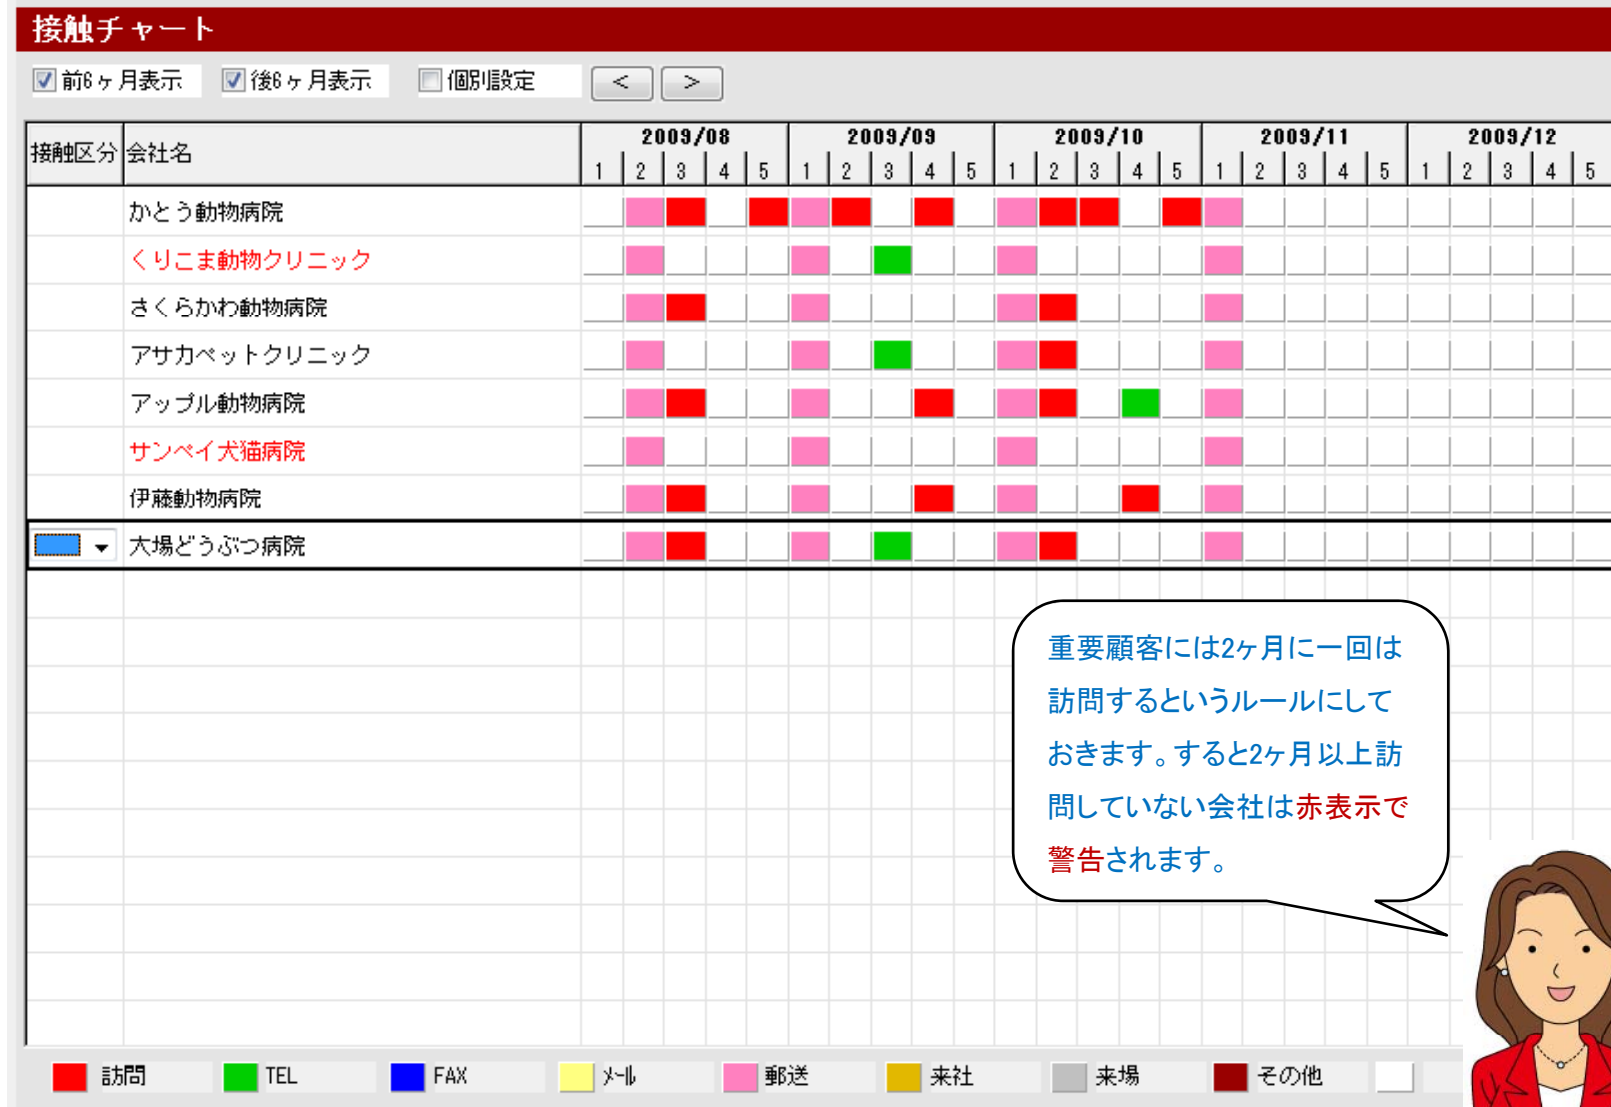 接触チャート
前6ヶ月表示 後6ヶ月表示 個別設定 < >
接触区分 会社名 2009/08 2009/09 2009/10 2009/11 2009/12
1 2 3 4 5 1 2 3 4 5 1 2 3 4 5 1 2 3 4 5 1 2 3 4 5
かとう動物病院
くりこま動物クリニック
さくらかわ動物病院
アサカペットクリニック
アップル動物病院
サンペイ犬猫病院
伊藤動物病院
大場どうぶつ病院
重要顧客には2ヶ月に一回は
訪問するというルールにして
おきます。すると2ヶ月以上訪
問していない会社は赤表示で
警告されます。
訪問 TEL FAX メール 郵送 来社 来場 その他